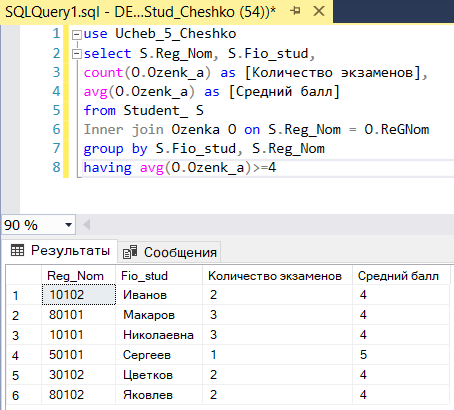 SQLQuery1.sql - DE...Stud_Cheshko (54))*
1 use Ucheb_5_Cheshko
2 select S.Reg_Nom, S.Fio_stud,
3 count(O.Ozenk_a) as [Количество экзаменов],
4 avg(O.Ozenk_a) as [Средний балл]
5 from Student_ S
6 Inner join Ozenka O on S.Reg_Nom = O.ReGNom
7 group by S.Fio_stud, S.Reg_Nom
8 having avg(O.Ozenk_a)>=4
90 %
Результаты Сообщения
Reg_Nom Fio_stud Количество экзаменов Средний балл
1 10102 Иванов 2 4
2 80101 Макаров 3 4
3 10101 Николаевна 3 4
4 50101 Сергеев 1 5
5 30102 Цветков 2 4
6 80102 Яковлев 2 4